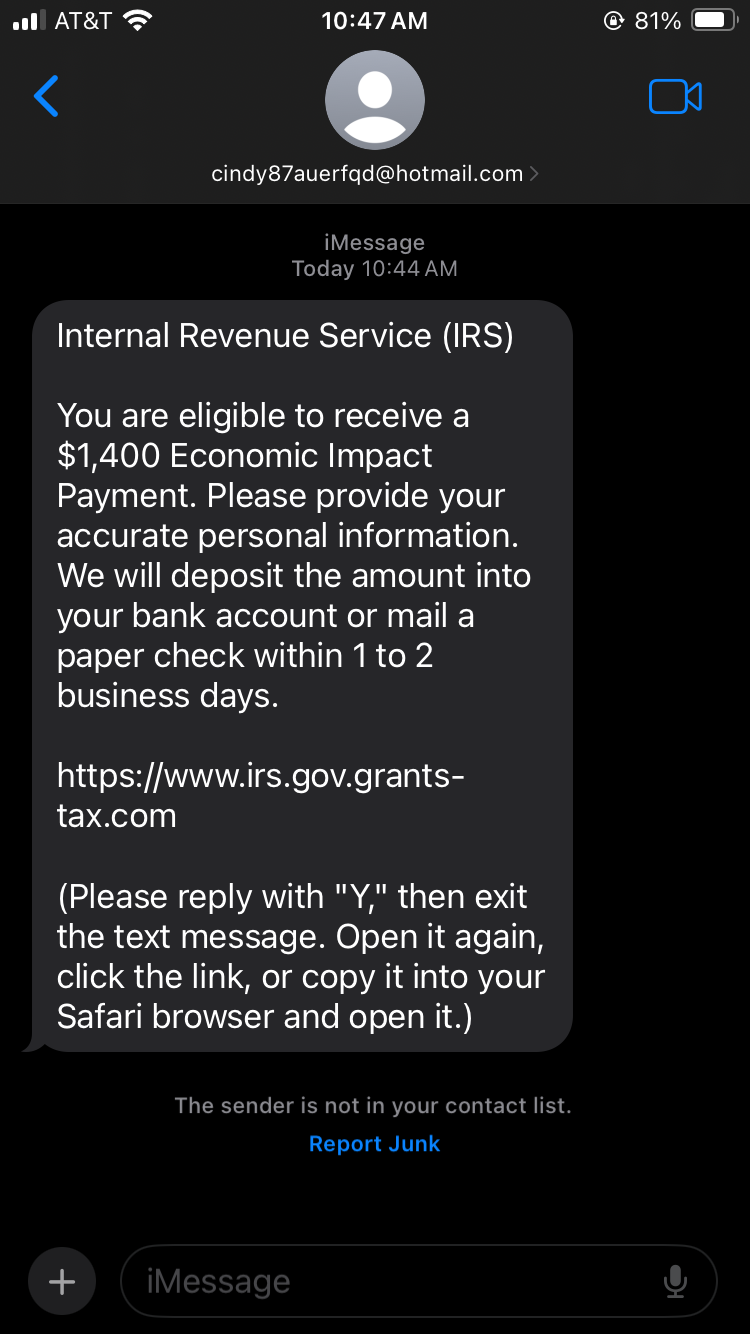 AT&T 10:47 AM 81%
cindy87auerfqd@hotmail.com
iMessage
Today 10:44 AM
Internal Revenue Service (IRS)
You are eligible to receive a
$1,400 Economic Impact
Payment. Please provide your
accurate personal information.
We will deposit the amount into
your bank account or mail a
paper check within 1 to 2
business days.
https://www.irs.gov.grants-
tax.com
(Please reply with "Y," then exit
the text message. Open it again,
click the link, or copy it into your
Safari browser and open it.)
The sender is not in your contact list.
Report Junk
iMessage